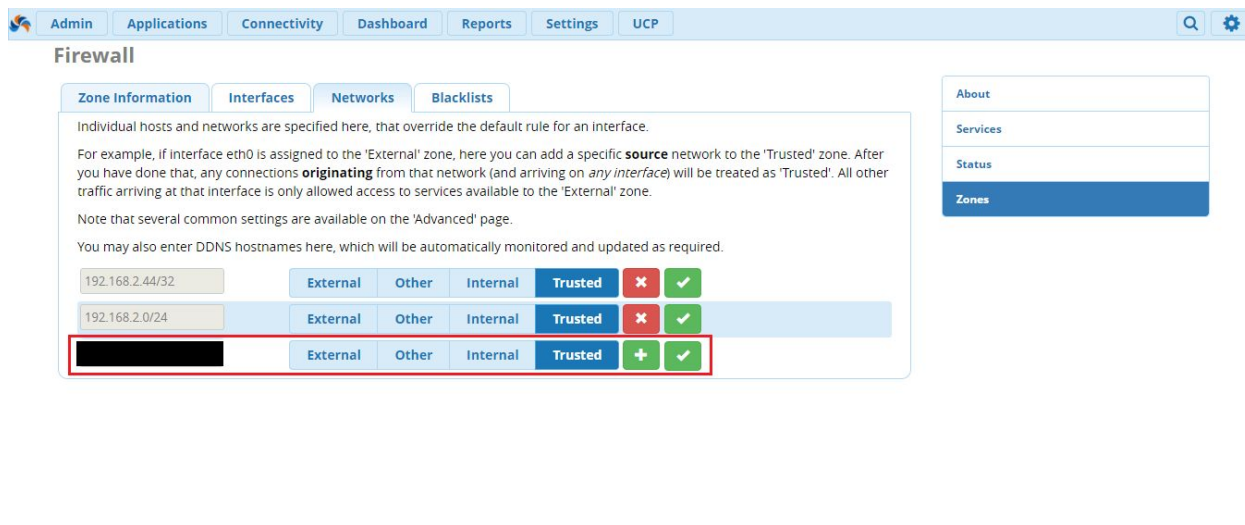 Admin Applications Connectivity Dashboard Reports Settings UCP
Firewall
Zone Information Interfaces Networks Blacklists
Individual hosts and networks are specified here, that override the default rule for an interface.
For example, if interface eth0 is assigned to the 'External' zone, here you can add a specific source network to the 'Trusted' zone. After
you have done that, any connections originating from that network (and arriving on any interface) will be treated as 'Trusted'. All other
traffic arriving at that interface is only allowed access to services available to the 'External' zone.
Note that several common settings are available on the 'Advanced' page.
You may also enter DDNS hostnames here, which will be automatically monitored and updated as required.
192.168.2.44/32 External Other Internal Trusted
192.168.2.0/24 External Other Internal Trusted
External Other Internal Trusted
About
Services
Status
Zones